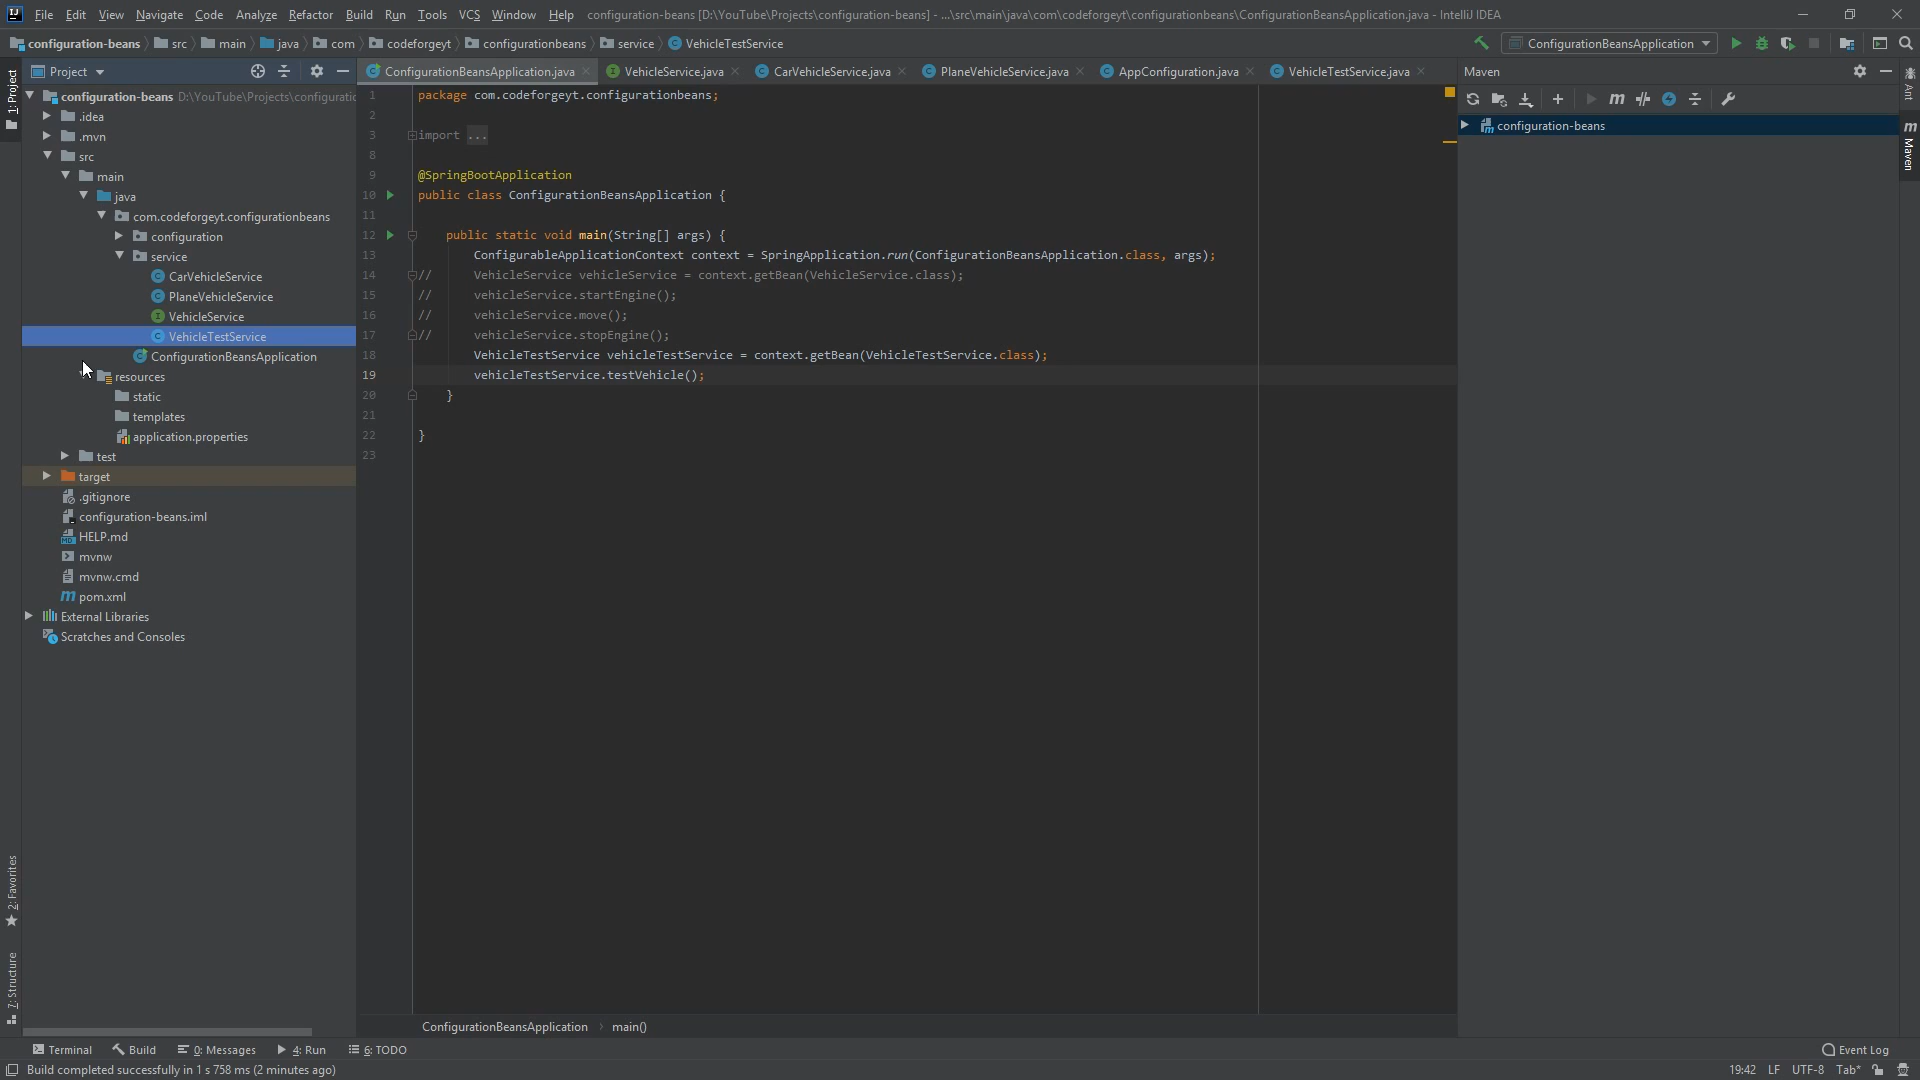 File Edit View Navigate Code Analyze Refactor Build Run Tools VCS Window Help configuration-beans [D:\YouTube\Projects\configuration-beans] - ...\src\main\java\com\codeforgeyt\configurationbeans\ConfigurationBeansApplication.java - IntelliJ IDEA
configuration-beans src main java com codeforgeyt configurationbeans service VehicleTestService ConfigurationBeansApplication
Project
ConfigurationBeansApplication.java VehicleService.java CarVehicleService.java PlaneVehicleService.java AppConfiguration.java VehicleTestService.java
Maven
1: Project
configuration-beans D:\YouTube\Projects\configuratic
.idea
.mvn
src
main
java
com.codeforgeyt.configurationbeans
configuration
service
CarVehicleService
PlaneVehicleService
VehicleService
VehicleTestService
ConfigurationBeansApplication
resources
static
templates
application.properties
test
target
.gitignore
configuration-beans.iml
HELP.md
mvnw
mvnw.cmd
pom.xml
External Libraries
Scratches and Consoles
1 package com.codeforgeyt.configurationbeans;
2
3 import ...
8
9 @SpringBootApplication
10 public class ConfigurationBeansApplication {
11
12 public static void main(String[] args) {
13 ConfigurableApplicationContext context = SpringApplication.run(ConfigurationBeansApplication.class, args);
14 // VehicleService vehicleService = context.getBean(VehicleService.class);
15 // vehicleService.startEngine();
16 // vehicleService.move();
17 // vehicleService.stopEngine();
18 VehicleTestService vehicleTestService = context.getBean(VehicleTestService.class);
19 vehicleTestService.testVehicle();
20 }
21
22 }
23
configuration-beans
Ant
Maven
2: Favorites
7: Structure
ConfigurationBeansApplication main()
Terminal Build 0: Messages 4: Run 6: TODO Event Log
Build completed successfully in 1 s 758 ms (2 minutes ago) 19:42 LF UTF-8 Tab*